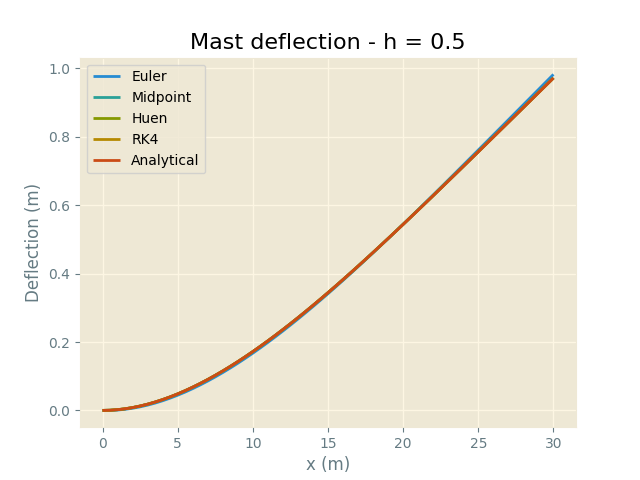 Mast deflection - h = 0.5
Euler
Midpoint
Huen
RK4
Analytical
1.0
0.8
0.6
0.4
0.2
0.0
Deflection (m)
0 5 10 15 20 25 30
x (m)